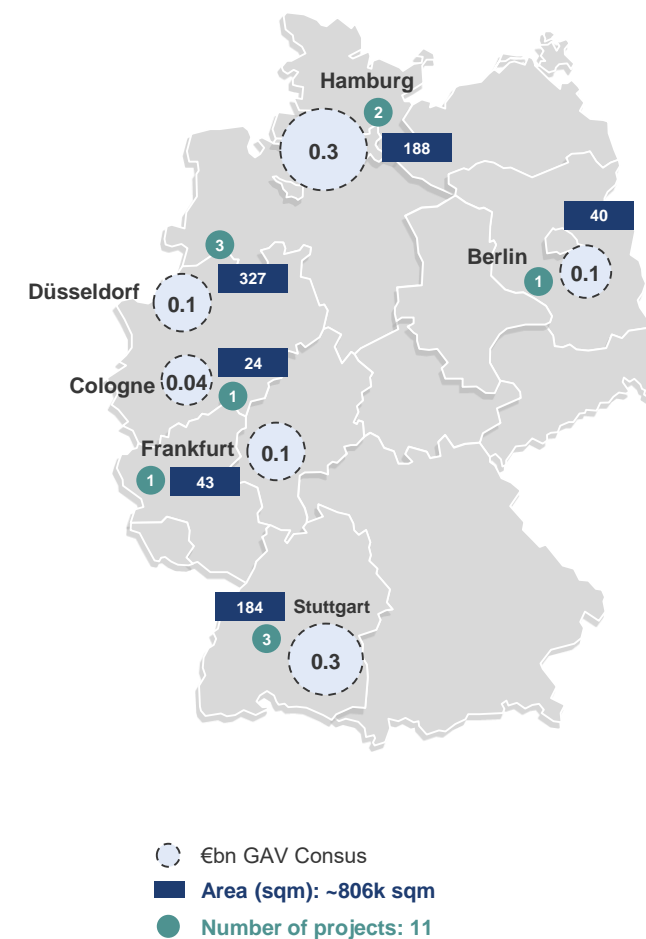 Hamburg
2
0.3
188
40
Berlin
1
0.1
3
327
Düsseldorf
0.1
24
Cologne
0.04
1
Frankfurt
0.1
1
43
184
Stuttgart
3
0.3
€bn GAV Consus
Area (sqm): ~806k sqm
Number of projects: 11